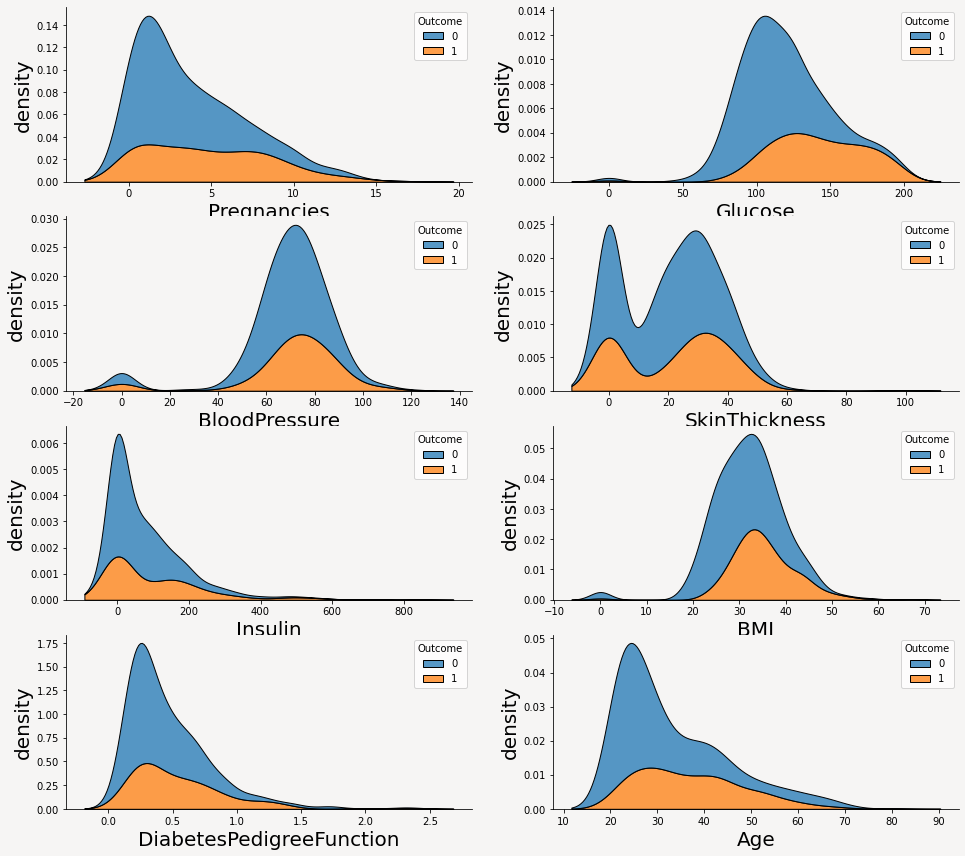 Outcome
0
1
density
0.14
0.12
0.10
0.08
0.06
0.04
0.02
0.00
0 5 10 15 20
Pregnancies
Outcome
0
1
density
0.014
0.012
0.010
0.008
0.006
0.004
0.002
0.000
0 50 100 150 200
Glucose
Outcome
0
1
density
0.030
0.025
0.020
0.015
0.010
0.005
0.000
−20 0 20 40 60 80 100 120 140
BloodPressure
Outcome
0
1
density
0.025
0.020
0.015
0.010
0.005
0.000
0 20 40 60 80 100
SkinThickness
Outcome
0
1
density
0.006
0.005
0.004
0.003
0.002
0.001
0.000
0 200 400 600 800
Insulin
Outcome
0
1
density
0.05
0.04
0.03
0.02
0.01
0.00
−10 0 10 20 30 40 50 60 70
BMI
Outcome
0
1
density
1.75
1.50
1.25
1.00
0.75
0.50
0.25
0.00
0.0 0.5 1.0 1.5 2.0 2.5
DiabetesPedigreeFunction
Outcome
0
1
density
0.05
0.04
0.03
0.02
0.01
0.00
10 20 30 40 50 60 70 80 90
Age